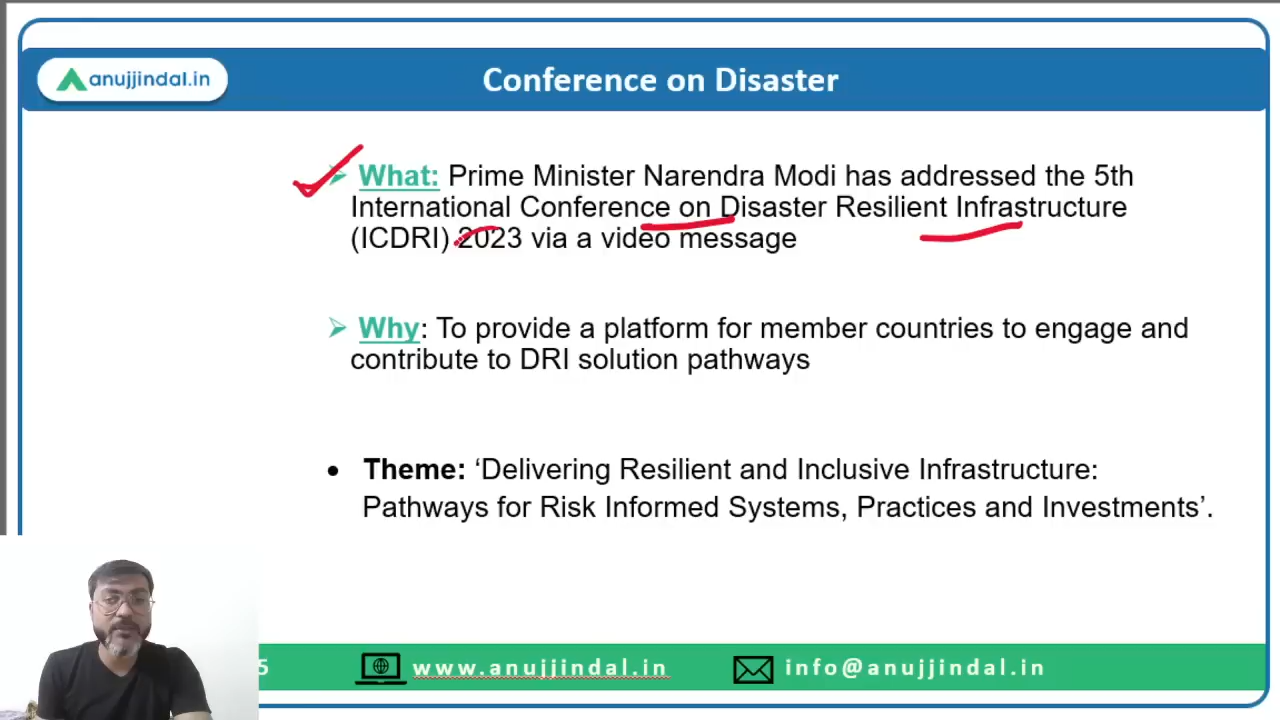 anujjindal.in
Conference on Disaster
What: Prime Minister Narendra Modi has addressed the 5th
International Conference on Disaster Resilient Infrastructure
(ICDRI) 2023 via a video message
Why: To provide a platform for member countries to engage and
contribute to DRI solution pathways
Theme: ‘Delivering Resilient and Inclusive Infrastructure:
Pathways for Risk Informed Systems, Practices and Investments’.
5 www.anujjindal.in info@anujjindal.in